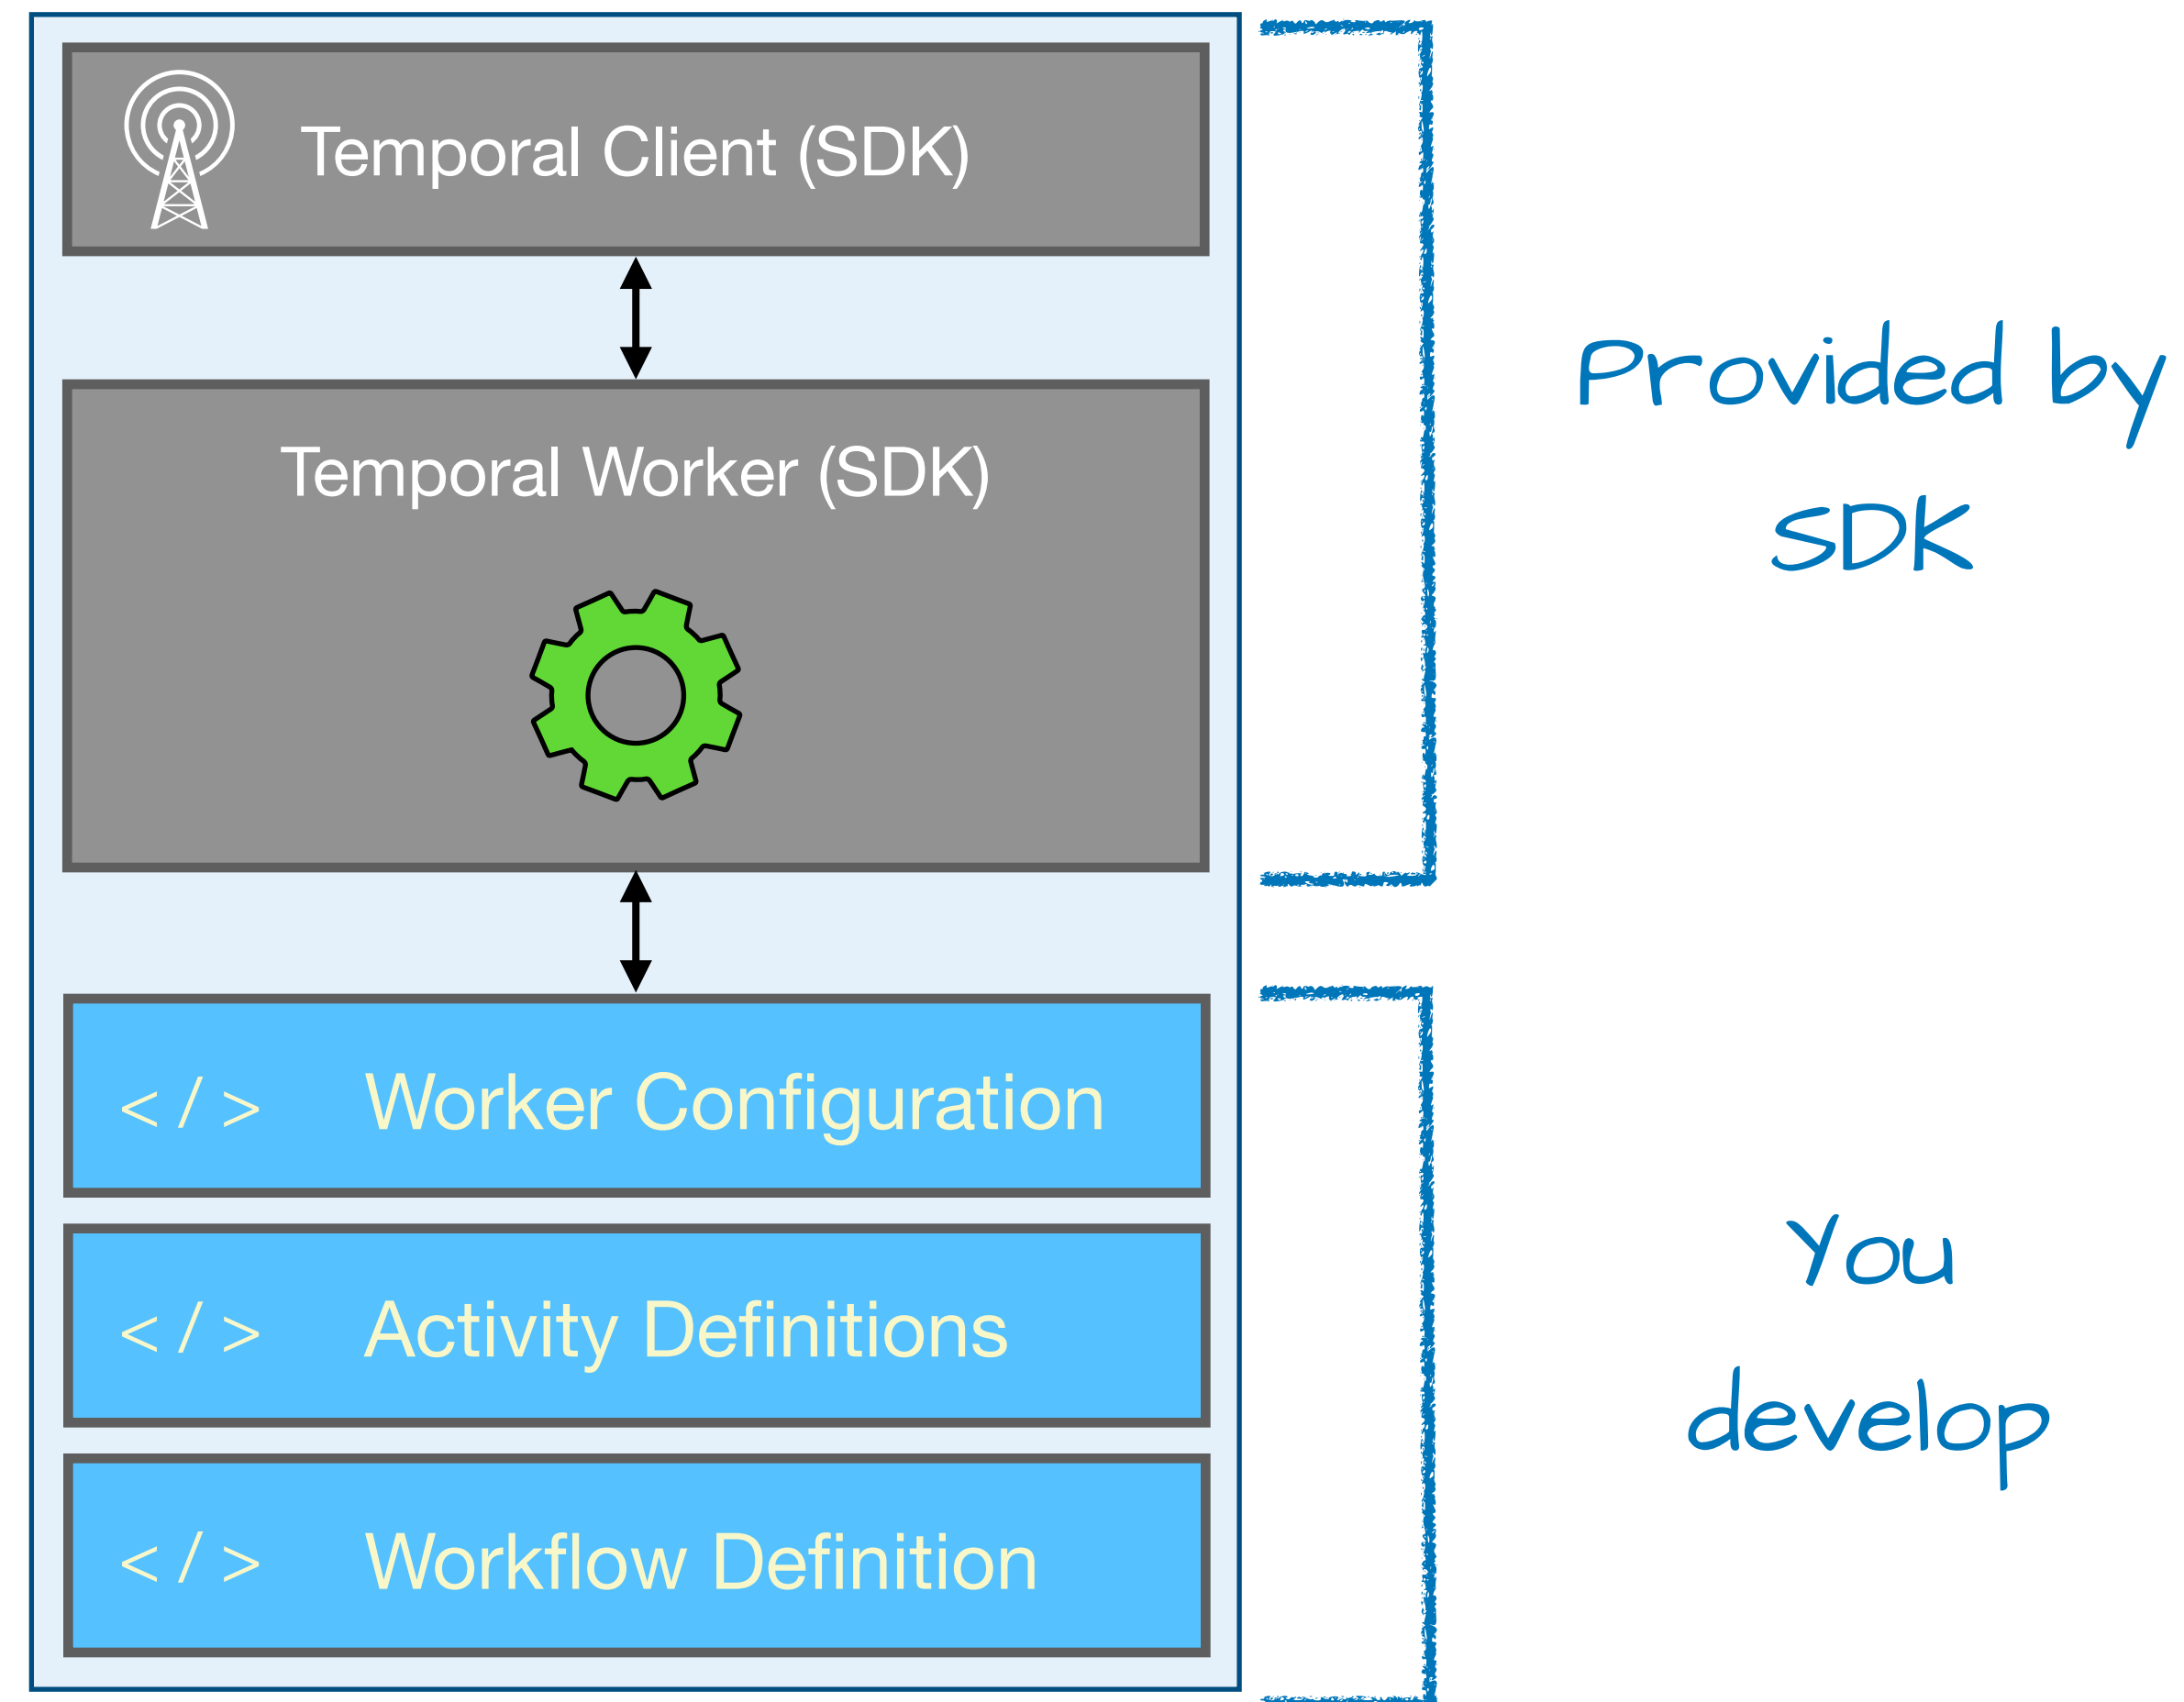 Temporal Client (SDK)
Temporal Worker (SDK)
Provided by
SDK
</> Worker Configuration
</> Activity Definitions
</> Workflow Definition
You
develop